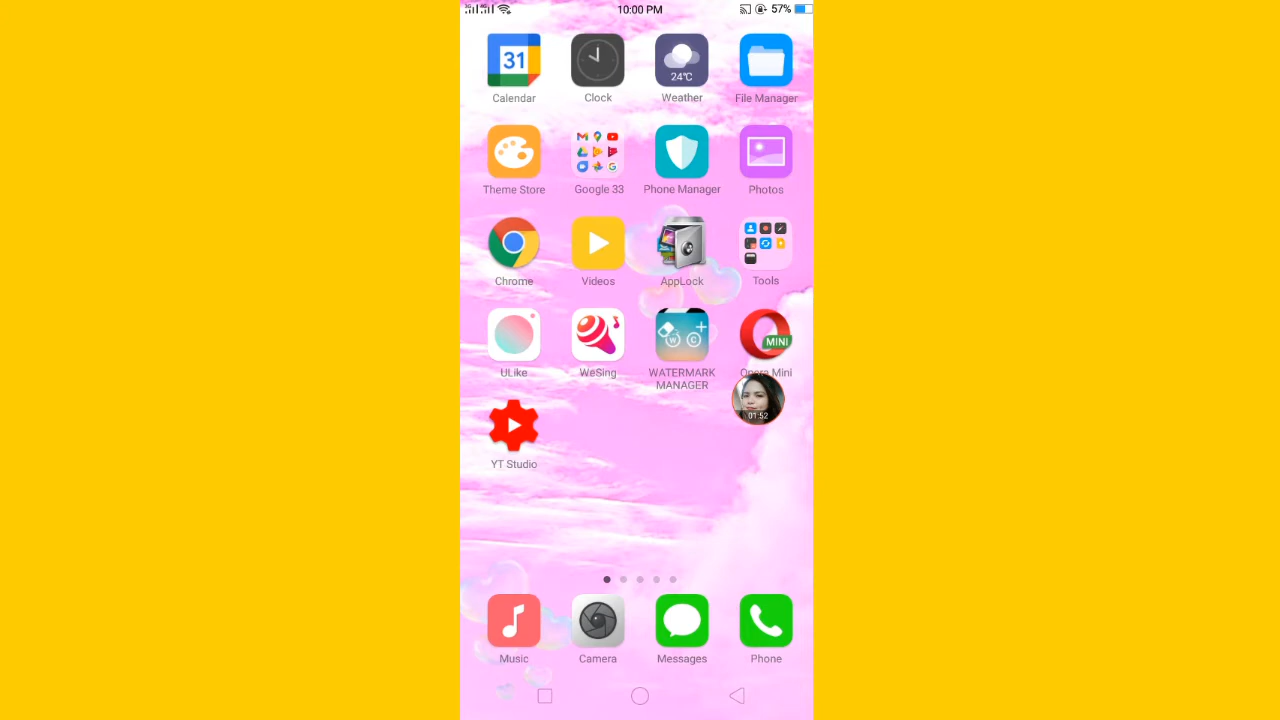 10:00 PM
57%
31
Calendar
Clock
24°C
Weather
File Manager
Theme Store
Google 33
Phone Manager
Photos
Chrome
Videos
AppLock
Tools
ULike
WeSing
W C
WATERMARK
MANAGER
MINI
Opera Mini
01:52
YT Studio
Music
Camera
Messages
Phone